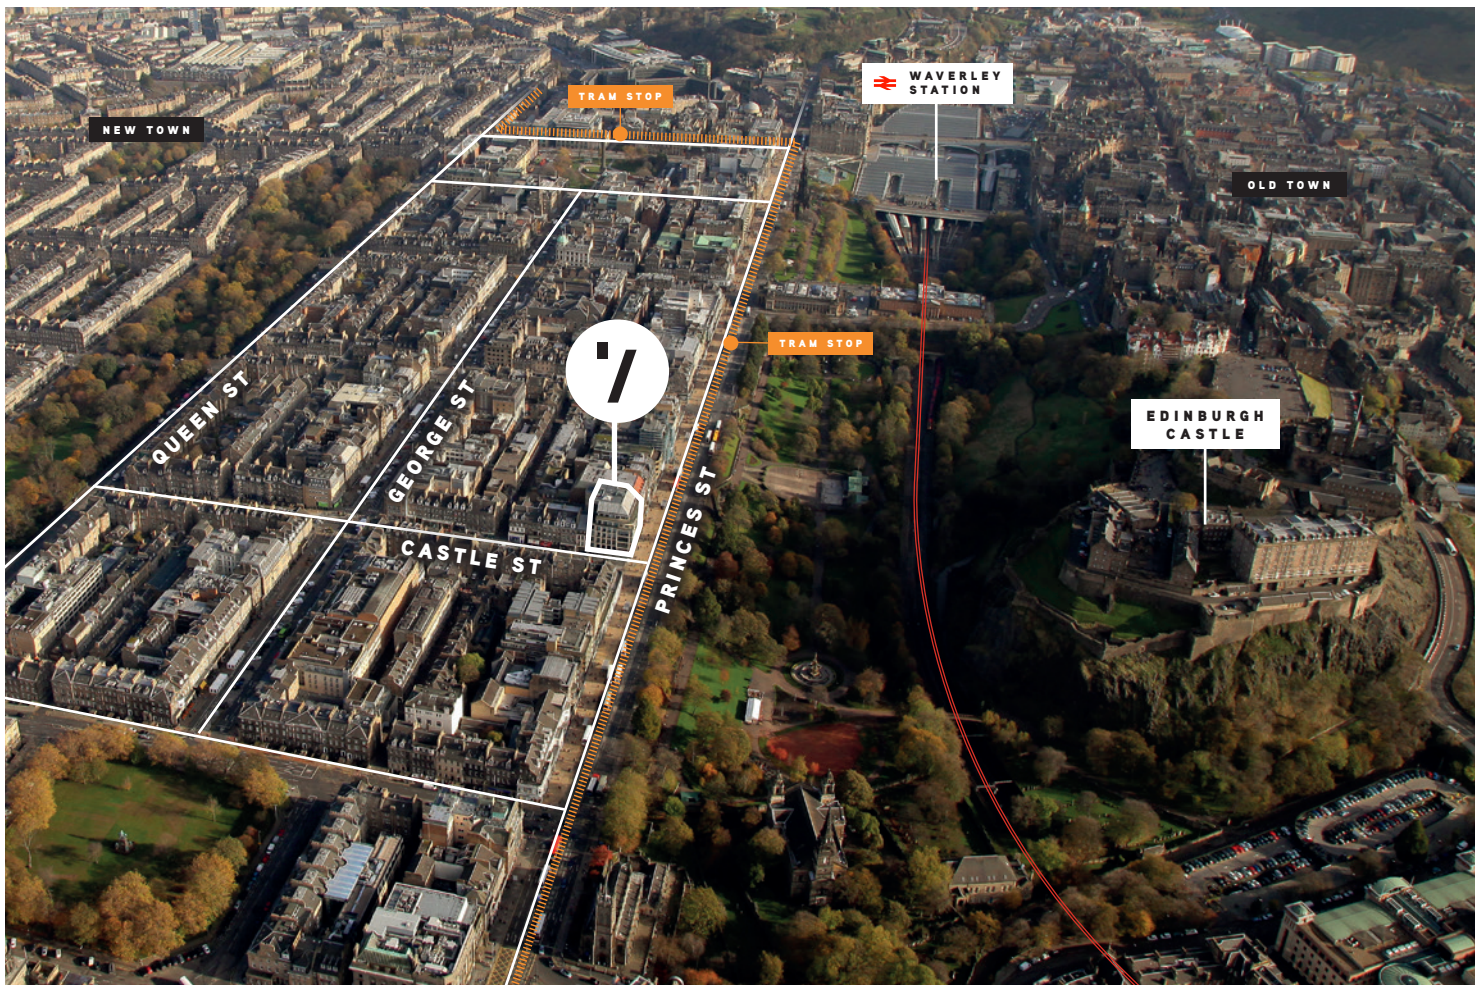 TRAM STOP
WAVERLEY
STATION
NEW TOWN
OLD TOWN
TRAM STOP
QUEEN ST
GEORGE ST
EDINBURGH
CASTLE
PRINCES ST
CASTLE ST